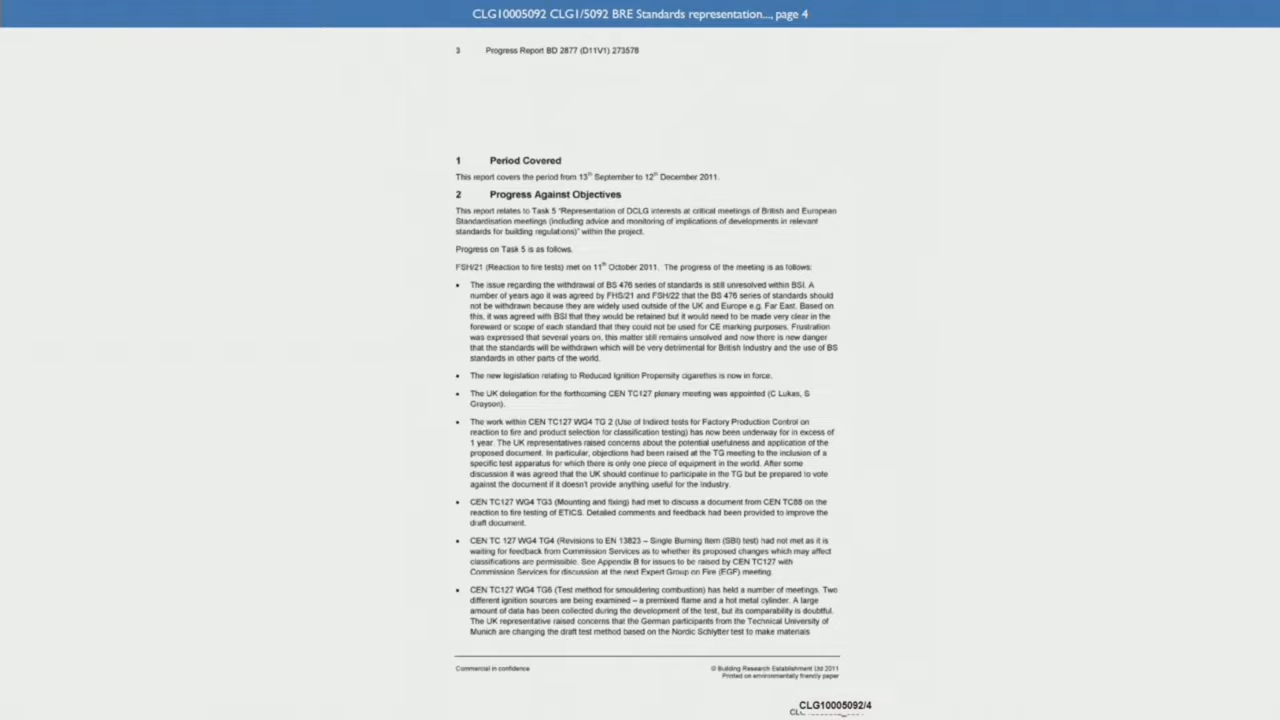 CLG10005092 CLG1/5092 BRE Standards representation..., page 4
3 Progress Report BD 2877 (D11V1) 273578
1 Period Covered
This report covers the period from 13th September to 12th December 2011.
2 Progress Against Objectives
This report relates to Task 5 “Representation of DCLG interests at critical meetings of British and European
Standardisation meetings (including advice and monitoring of implications of developments in relevant
standards for building regulations)” within the project.
Progress on Task 5 is as follows.
FSH/21 (Reaction to fire tests) met on 11th October 2011. The progress of the meeting is as follows:
• The issue regarding the withdrawal of BS 476 series of standards is still unresolved within BSI. A
number of years ago it was agreed by FHS/21 and FSH/22 that the BS 476 series of standards should
not be withdrawn because they are widely used outside of the UK and Europe e.g. Far East. Based on
this, it was agreed with BSI that they would be retained but it would need to be made very clear in the
foreward or scope of each standard that they could not be used for CE marking purposes. Frustration
was expressed that several years on, this matter still remains unsolved and now there is new danger
that the standards will be withdrawn which will be very detrimental for British Industry and the use of BS
standards in other parts of the world.
• The new legislation relating to Reduced Ignition Propensity cigarettes is now in force.
• The UK delegation for the forthcoming CEN TC127 plenary meeting was appointed (C Lukas, S
Grayson).
• The work within CEN TC127 WG4 TG 2 (Use of Indirect tests for Factory Production Control on
reaction to fire and product selection for classification testing) has now been underway for in excess of
1 year. The UK representatives raised concerns about the potential usefulness and application of the
proposed document. In particular, objections had been raised at the TG meeting to the inclusion of a
specific test apparatus for which there is only one piece of equipment in the world. After some
discussion it was agreed that the UK should continue to participate in the TG but be prepared to vote
against the document if it doesn't provide anything useful for the industry.
• CEN TC127 WG4 TG3 (Mounting and fixing) had met to discuss a document from CEN TC88 on the
reaction to fire testing of ETICS. Detailed comments and feedback had been provided to improve the
draft document.
• CEN TC 127 WG4 TG4 (Revisions to EN 13823 – Single Burning Item (SBI) test) had not met as it is
waiting for feedback from Commission Services as to whether its proposed changes which may affect
classifications are permissible. See Appendix B for issues to be raised by CEN TC127 with
Commission Services for discussion at the next Expert Group on Fire (EGF) meeting.
• CEN TC127 WG4 TG6 (Test method for smouldering combustion) has held a number of meetings. Two
different ignition sources are being examined – a premixed flame and a hot metal cylinder. A large
amount of data has been collected during the development of the test, but its comparability is doubtful.
The UK representative raised concerns that the German participants from the Technical University of
Munich are changing the draft test method based on the Nordic Schlytter test to make materials
Commercial in confidence
© Building Research Establishment Ltd 2011
Printed on environmentally friendly paper
CLG10005092/4